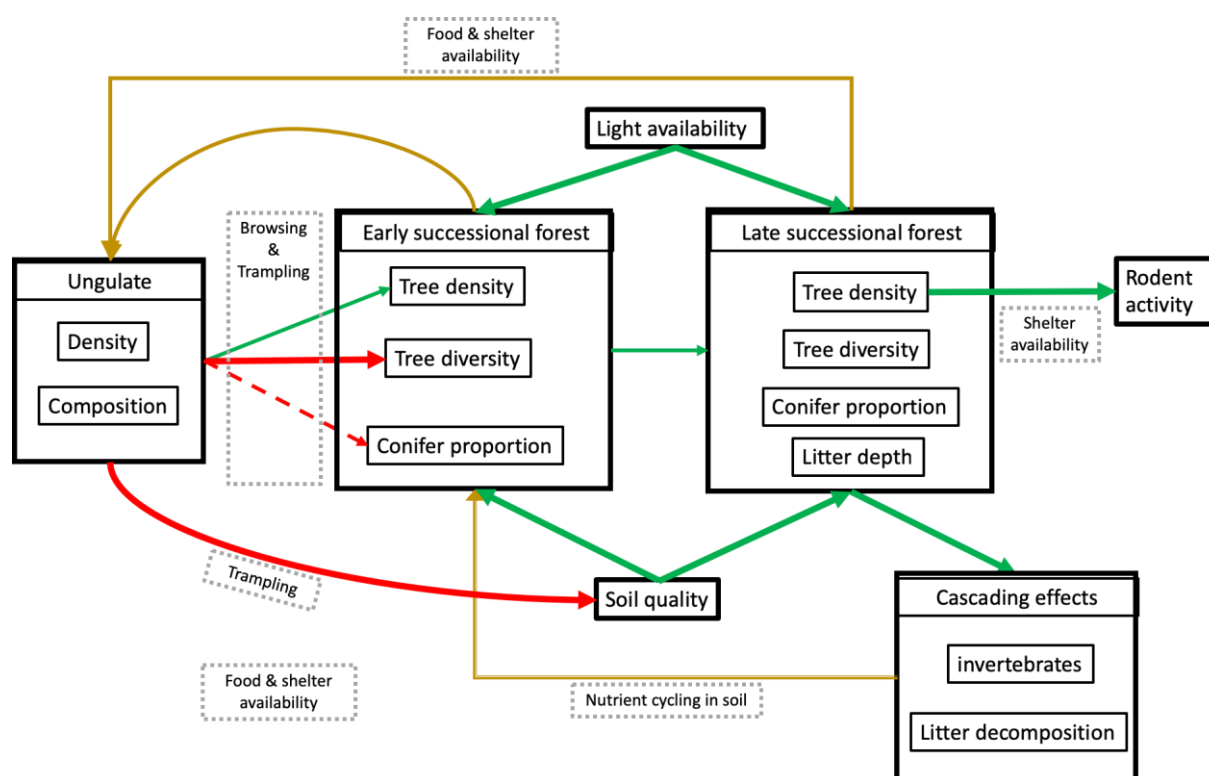 Food & shelter
availability
Light availability
Browsing
&
Trampling
Early successional forest
Late successional forest
Ungulate
Tree density
Tree density
Rodent
activity
Density
Tree diversity
Tree diversity
Shelter
availability
Composition
Conifer proportion
Conifer proportion
Litter depth
Trampling
Soil quality
Cascading effects
invertebrates
Food & shelter
availability
Nutrient cycling in soil
Litter decomposition